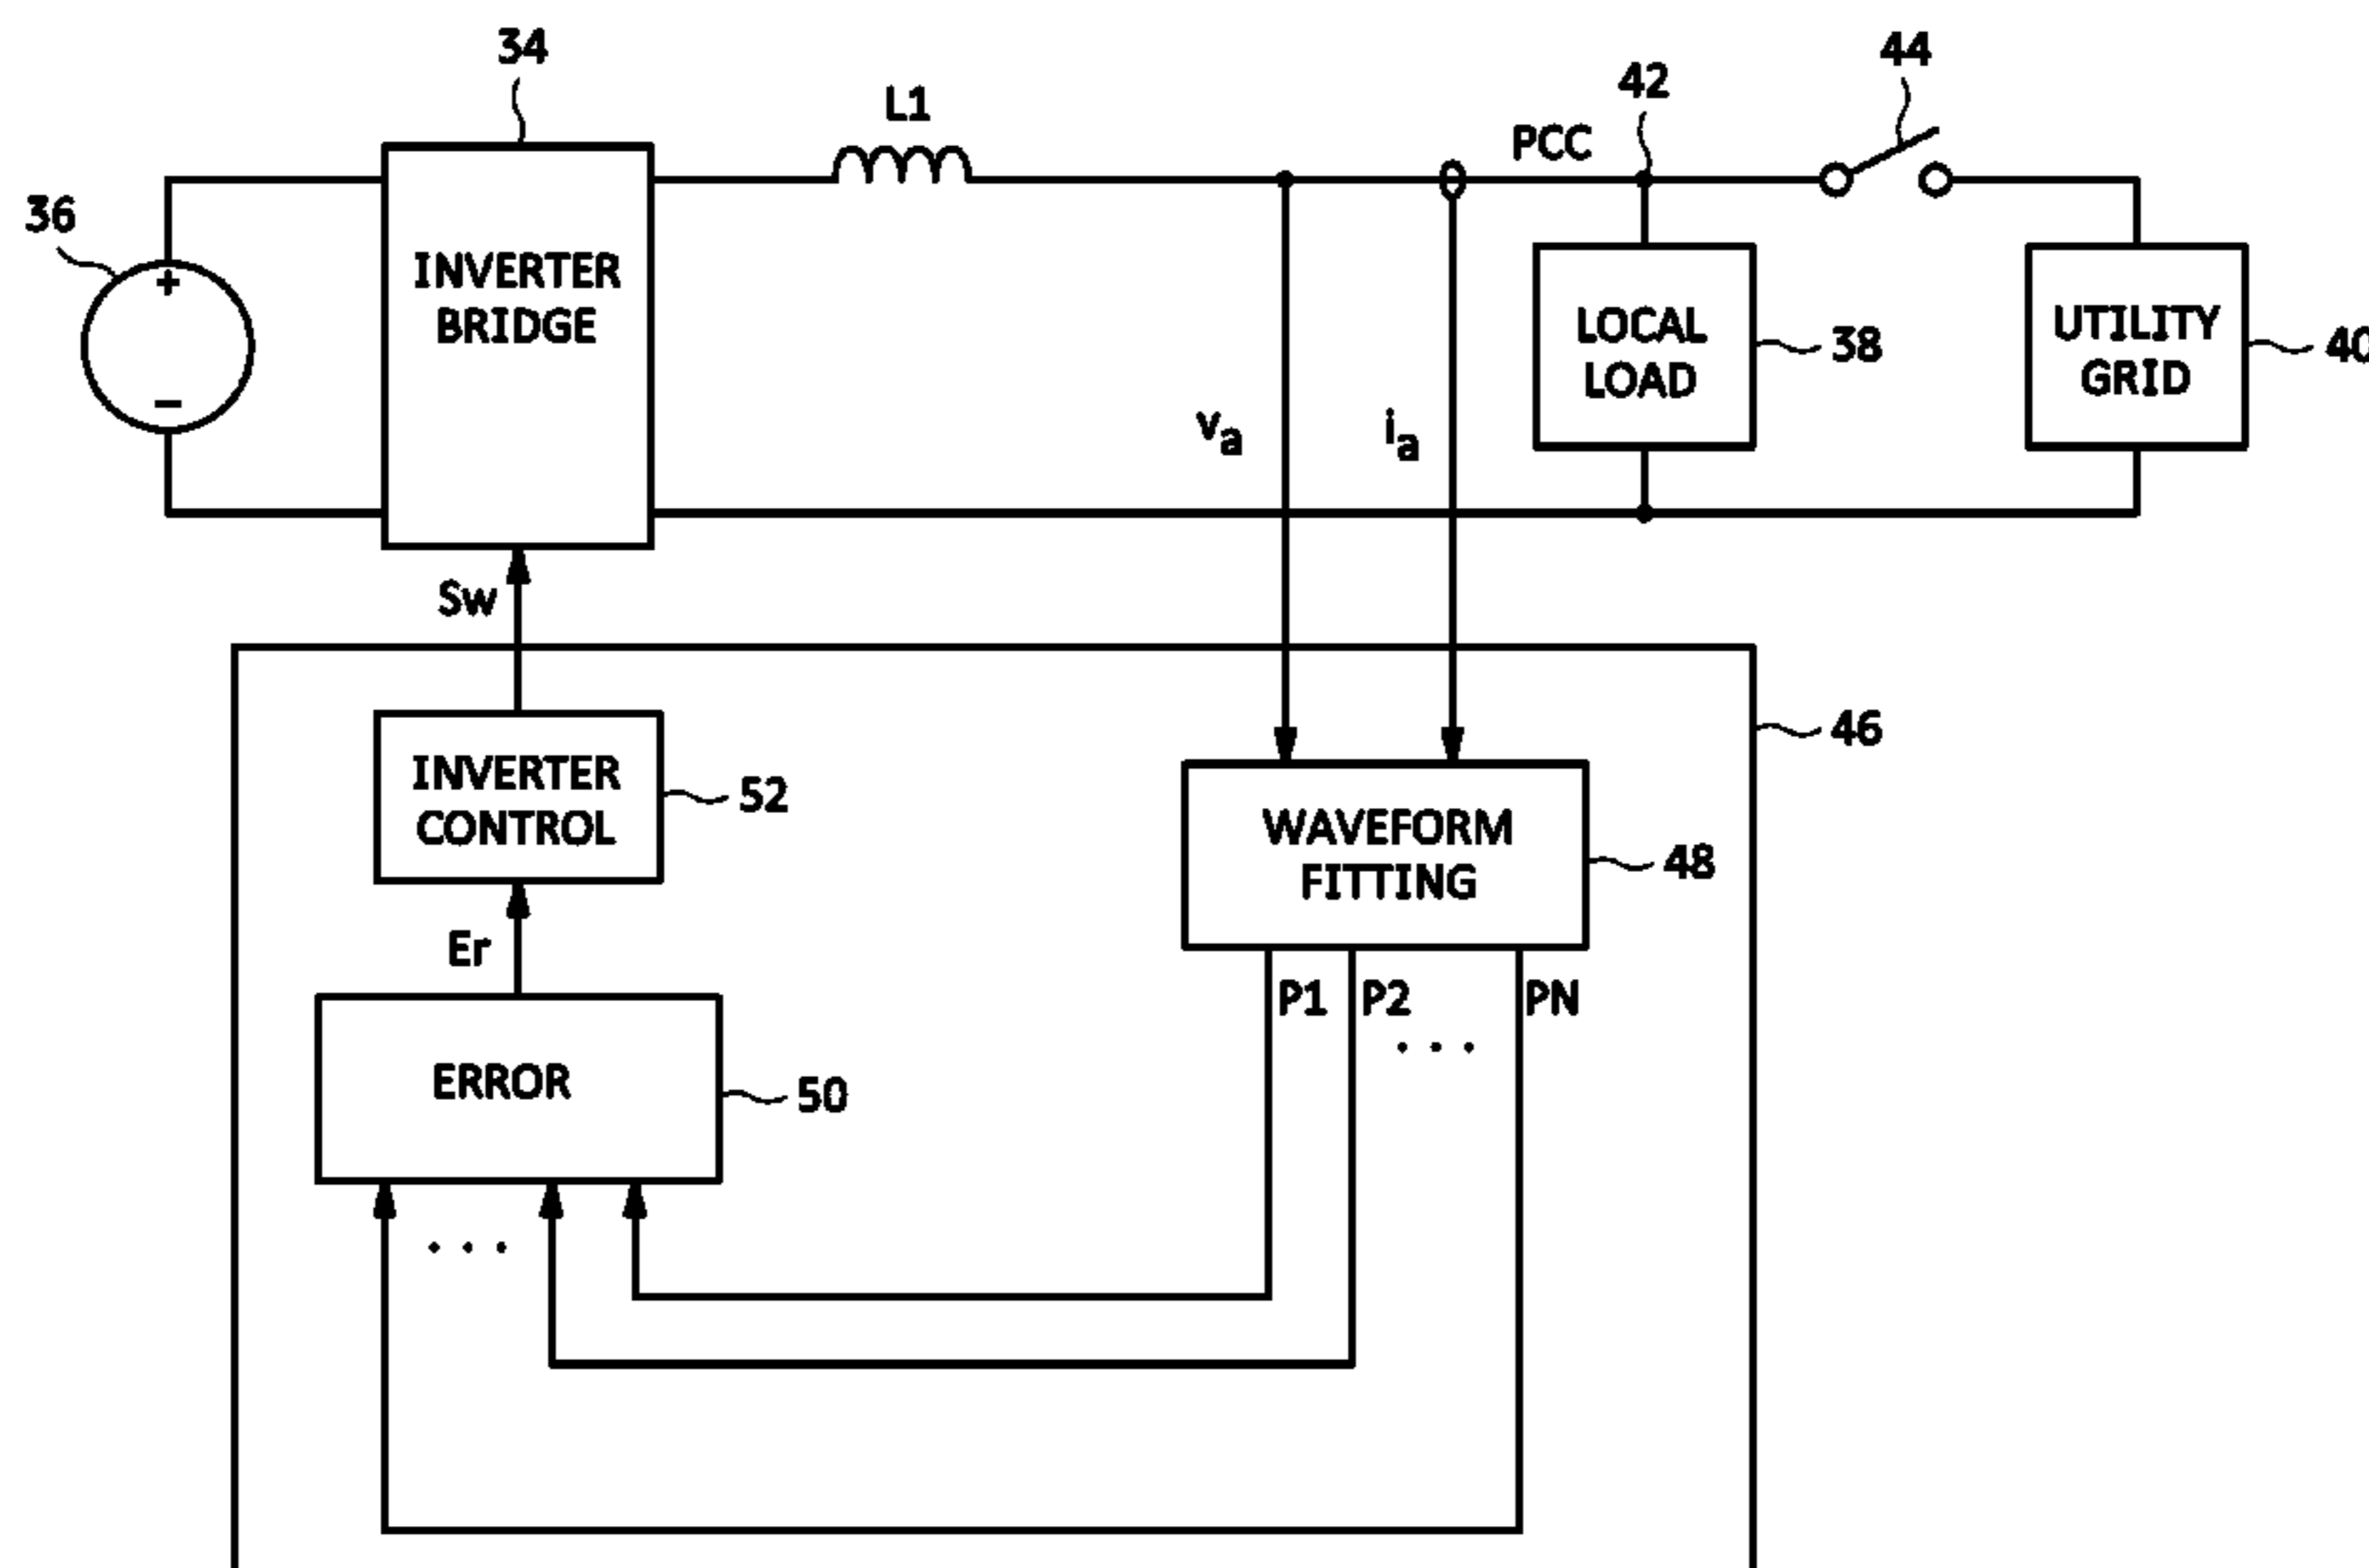 34
L1
42
44
PCC
36
+
INVERTER
BRIDGE
−
LOCAL
LOAD
38
UTILITY
GRID
40
va
ia
Sw
46
INVERTER
CONTROL
52
WAVEFORM
FITTING
48
Er
P1
P2
...
PN
ERROR
50
...